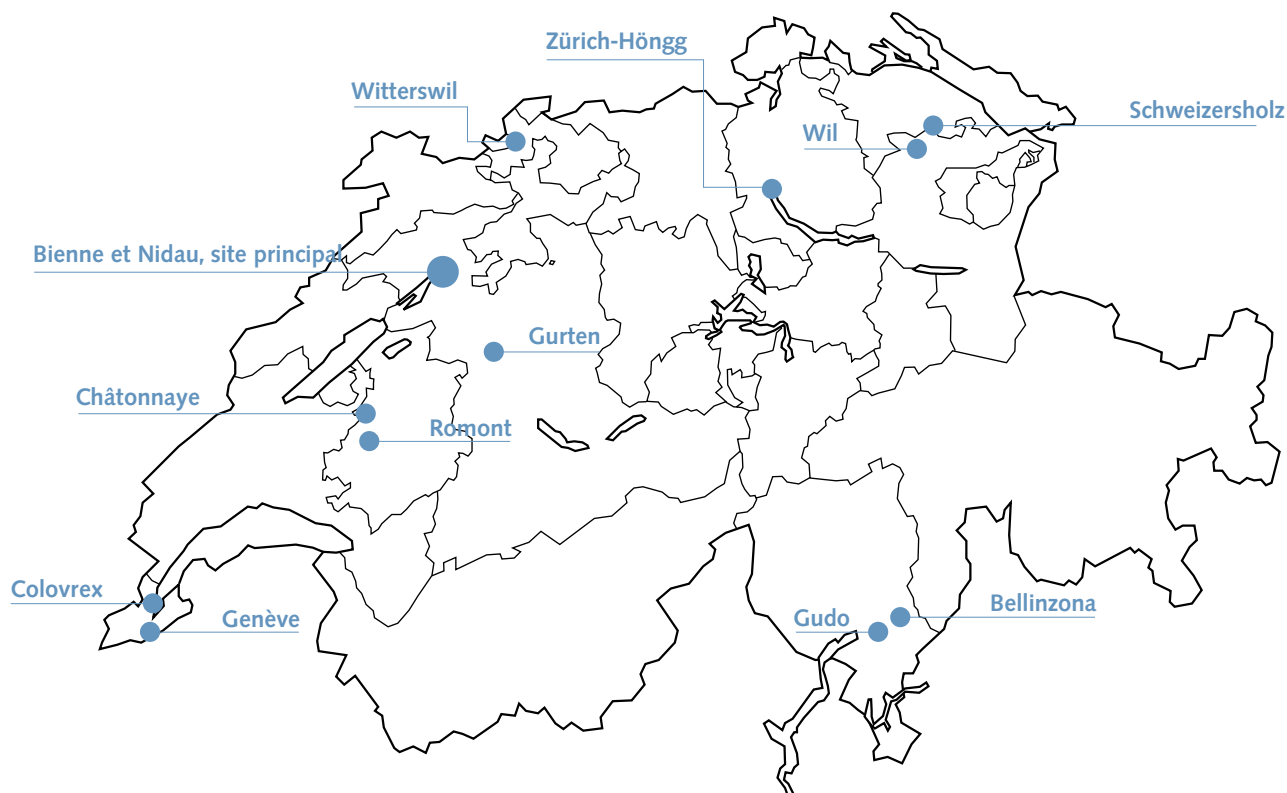 Zürich-Höngg
Witterswil
Schweizersholz
Wil
Bienne et Nidau, site principal
Gurten
Châtonnaye
Romont
Colovrex
Genève
Bellinzona
Gudo